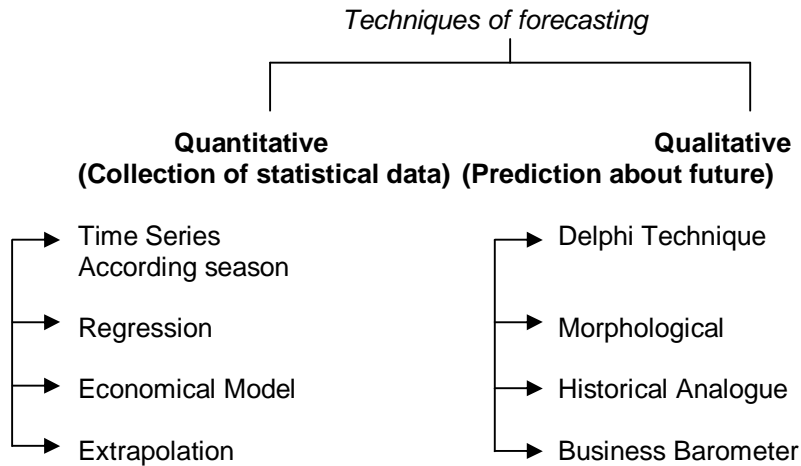 Techniques of forecasting
Quantitative
(Collection of statistical data)
Qualitative
(Prediction about future)
Time Series
According season
Regression
Economical Model
Extrapolation
Delphi Technique
Morphological
Historical Analogue
Business Barometer